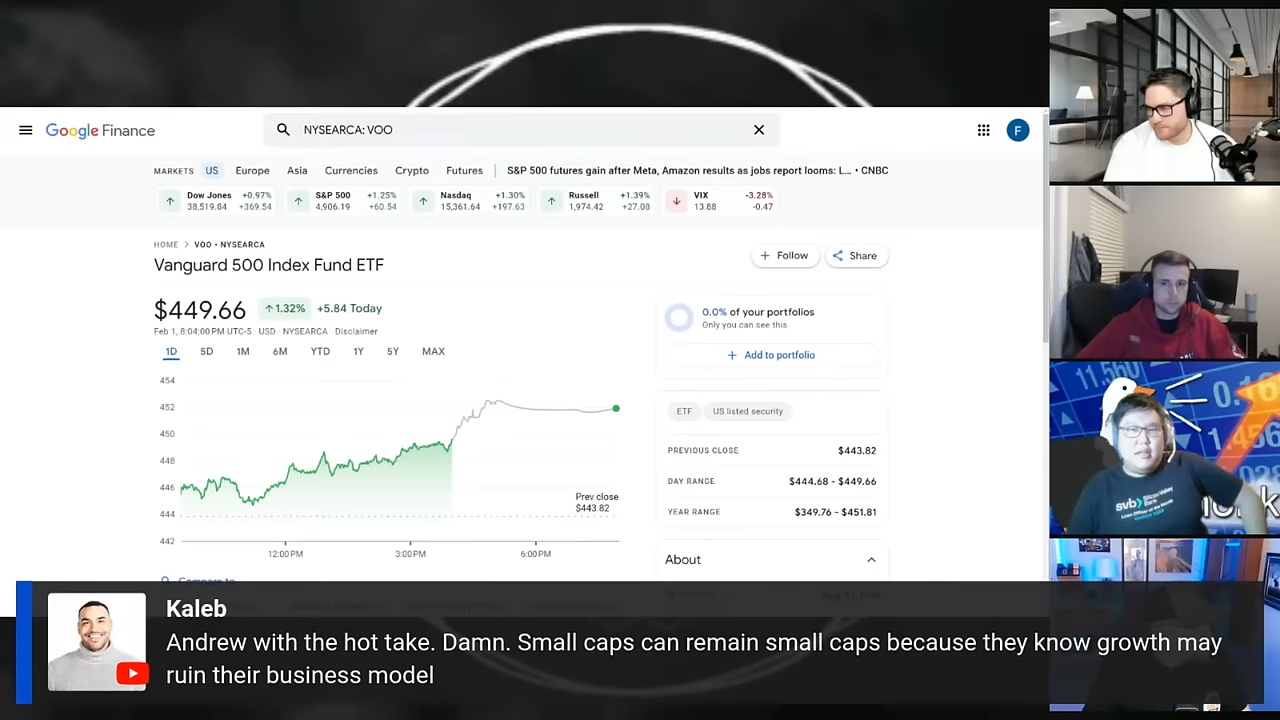 Google Finance
NYSEARCA: VOO
F
MARKETS US Europe Asia Currencies Crypto Futures S&P 500 futures gain after Meta, Amazon results as jobs report looms: L... • CNBC
Dow Jones +0.97% S&P 500 +1.25% Nasdaq +1.30% Russell +1.39% VIX -3.28%
38,519.84 +369.54 4,906.19 +60.54 15,361.64 +197.63 1,974.42 +27.08 13.88 -0.47
HOME > VOO • NYSEARCA
Vanguard 500 Index Fund ETF
+ Follow
Share
$449.66 ↑1.32% +5.84 Today
Feb 1, 8:04:00 PM UTC-5 · USD · NYSEARCA · Disclaimer
1D 5D 1M 6M YTD 1Y 5Y MAX
454
452
450
448
446
444
442
Prev close
$443.82
12:00 PM 3:00 PM 6:00 PM
Compare to
0.0% of your portfolios
Only you can see this
+ Add to portfolio
ETF US listed security
PREVIOUS CLOSE $443.82
DAY RANGE $444.68 - $449.66
YEAR RANGE $349.76 - $451.81
About
11.560
svb Silicon Valley
Bank
Kaleb
Andrew with the hot take. Damn. Small caps can remain small caps because they know growth may
ruin their business model